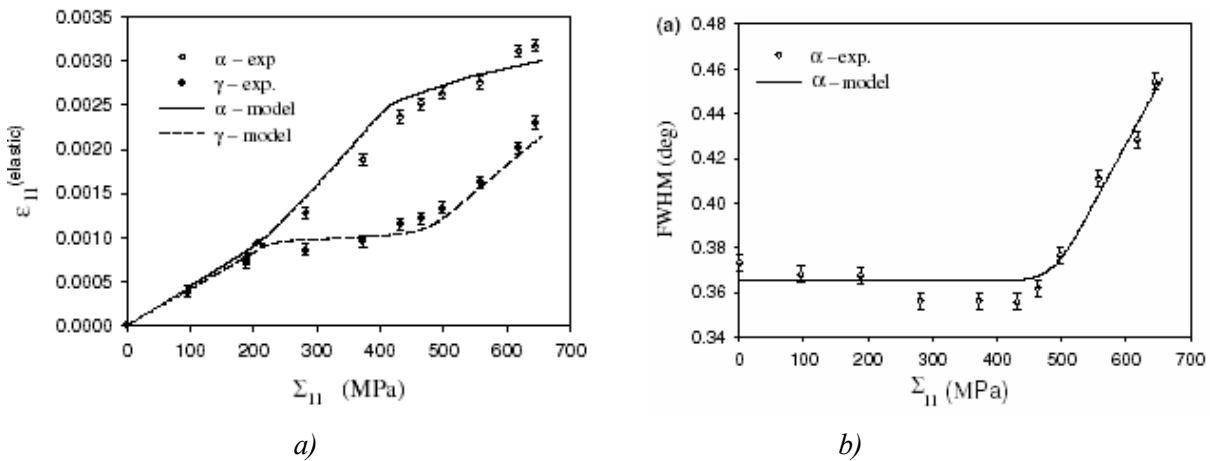 0.0035
0.0030
0.0025
0.0020
0.0015
0.0010
0.0005
0.0000
ε11(elastic)
α – exp
γ – exp.
α – model
γ – model
0 100 200 300 400 500 600 700
Σ11 (MPa)
a)
(a)
0.48
0.46
0.44
0.42
0.40
0.38
0.36
0.34
FWHM (deg)
α –exp.
α –model
0 100 200 300 400 500 600 700
Σ11 (MPa)
b)